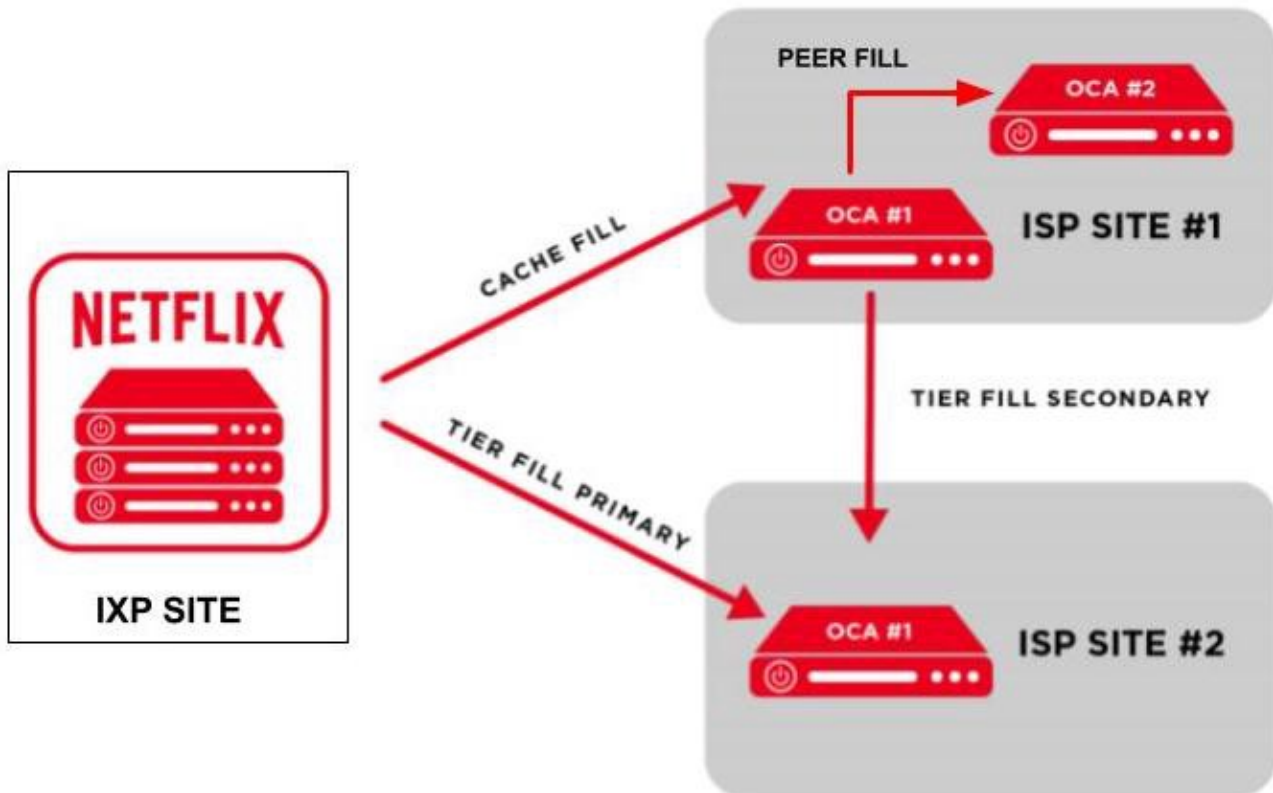 PEER FILL
OCA #2
OCA #1
ISP SITE #1
CACHE FILL
NETFLIX
TIER FILL SECONDARY
TIER FILL PRIMARY
IXP SITE
OCA #1
ISP SITE #2